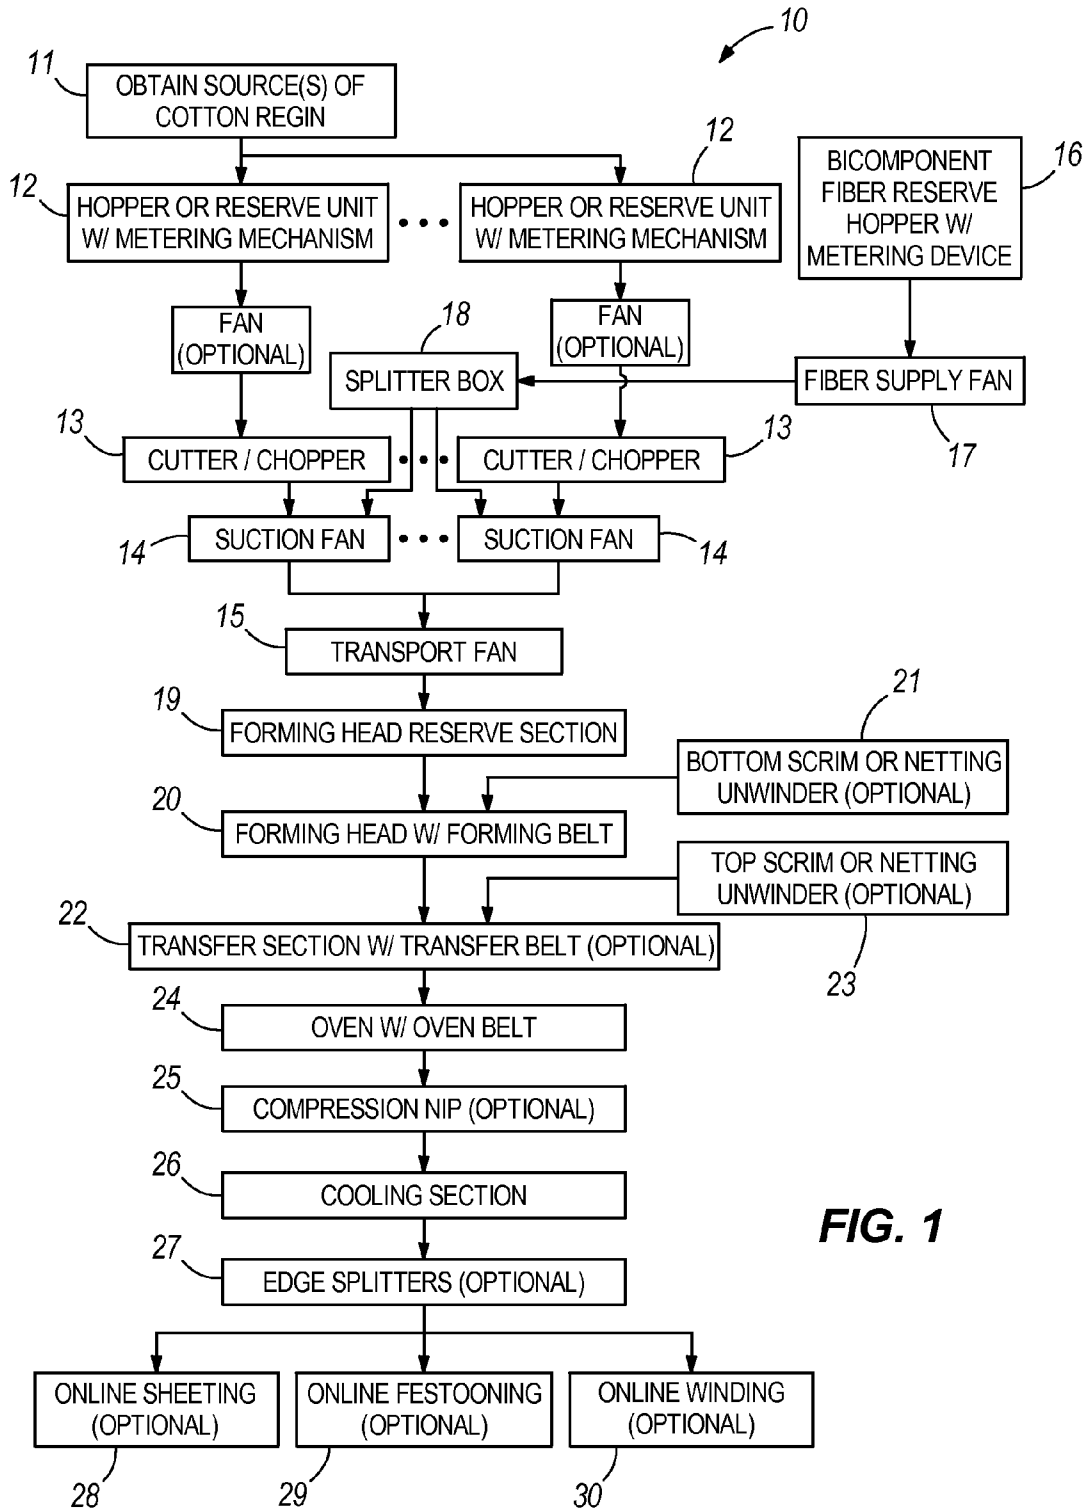 10
11
OBTAIN SOURCE(S) OF
COTTON REGIN
12
HOPPER OR RESERVE UNIT
W/ METERING MECHANISM
12
HOPPER OR RESERVE UNIT
W/ METERING MECHANISM
16
BICOMPONENT
FIBER RESERVE
HOPPER W/
METERING DEVICE
FAN
(OPTIONAL)
18
SPLITTER BOX
FAN
(OPTIONAL)
FIBER SUPPLY FAN
17
13
CUTTER / CHOPPER
CUTTER / CHOPPER
13
14
SUCTION FAN
SUCTION FAN
14
15
TRANSPORT FAN
19
FORMING HEAD RESERVE SECTION
21
BOTTOM SCRIM OR NETTING
UNWINDER (OPTIONAL)
20
FORMING HEAD W/ FORMING BELT
TOP SCRIM OR NETTING
UNWINDER (OPTIONAL)
23
22
TRANSFER SECTION W/ TRANSFER BELT (OPTIONAL)
24
OVEN W/ OVEN BELT
25
COMPRESSION NIP (OPTIONAL)
26
COOLING SECTION
FIG. 1
27
EDGE SPLITTERS (OPTIONAL)
ONLINE SHEETING
(OPTIONAL)
28
ONLINE FESTOONING
(OPTIONAL)
29
ONLINE WINDING
(OPTIONAL)
30